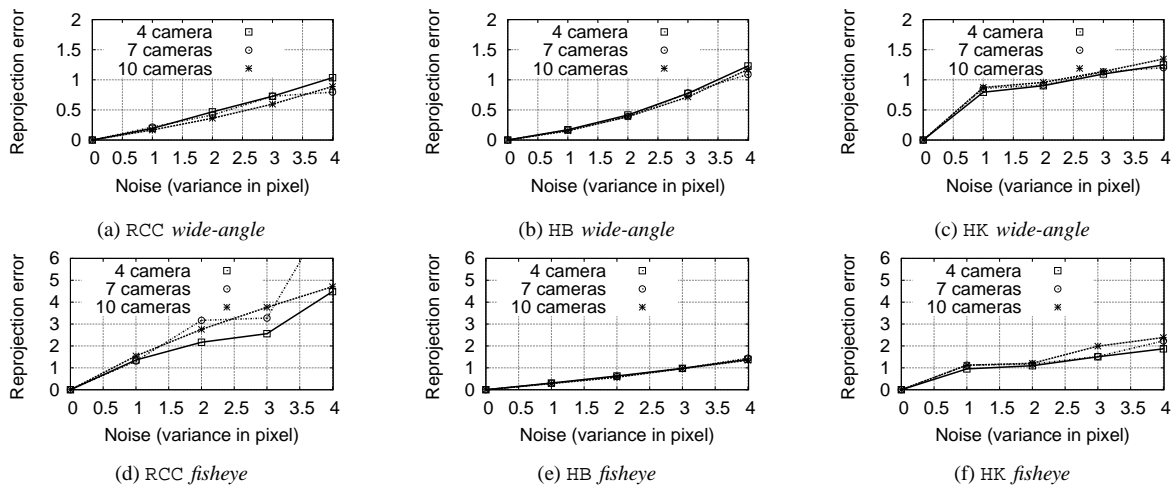 Reprojection error
2
1.5
1
0.5
0
4 camera
7 cameras
10 cameras
0 0.5 1 1.5 2 2.5 3 3.5 4
Noise (variance in pixel)
(a) RCC wide-angle
Reprojection error
2
1.5
1
0.5
0
4 camera
7 cameras
10 cameras
0 0.5 1 1.5 2 2.5 3 3.5 4
Noise (variance in pixel)
(b) HB wide-angle
Reprojection error
2
1.5
1
0.5
0
4 camera
7 cameras
10 cameras
0 0.5 1 1.5 2 2.5 3 3.5 4
Noise (variance in pixel)
(c) HK wide-angle
Reprojection error
6
5
4
3
2
1
0
4 camera
7 cameras
10 cameras
0 0.5 1 1.5 2 2.5 3 3.5 4
Noise (variance in pixel)
(d) RCC fisheye
Reprojection error
6
5
4
3
2
1
0
4 camera
7 cameras
10 cameras
0 0.5 1 1.5 2 2.5 3 3.5 4
Noise (variance in pixel)
(e) HB fisheye
Reprojection error
6
5
4
3
2
1
0
4 camera
7 cameras
10 cameras
0 0.5 1 1.5 2 2.5 3 3.5 4
Noise (variance in pixel)
(f) HK fisheye